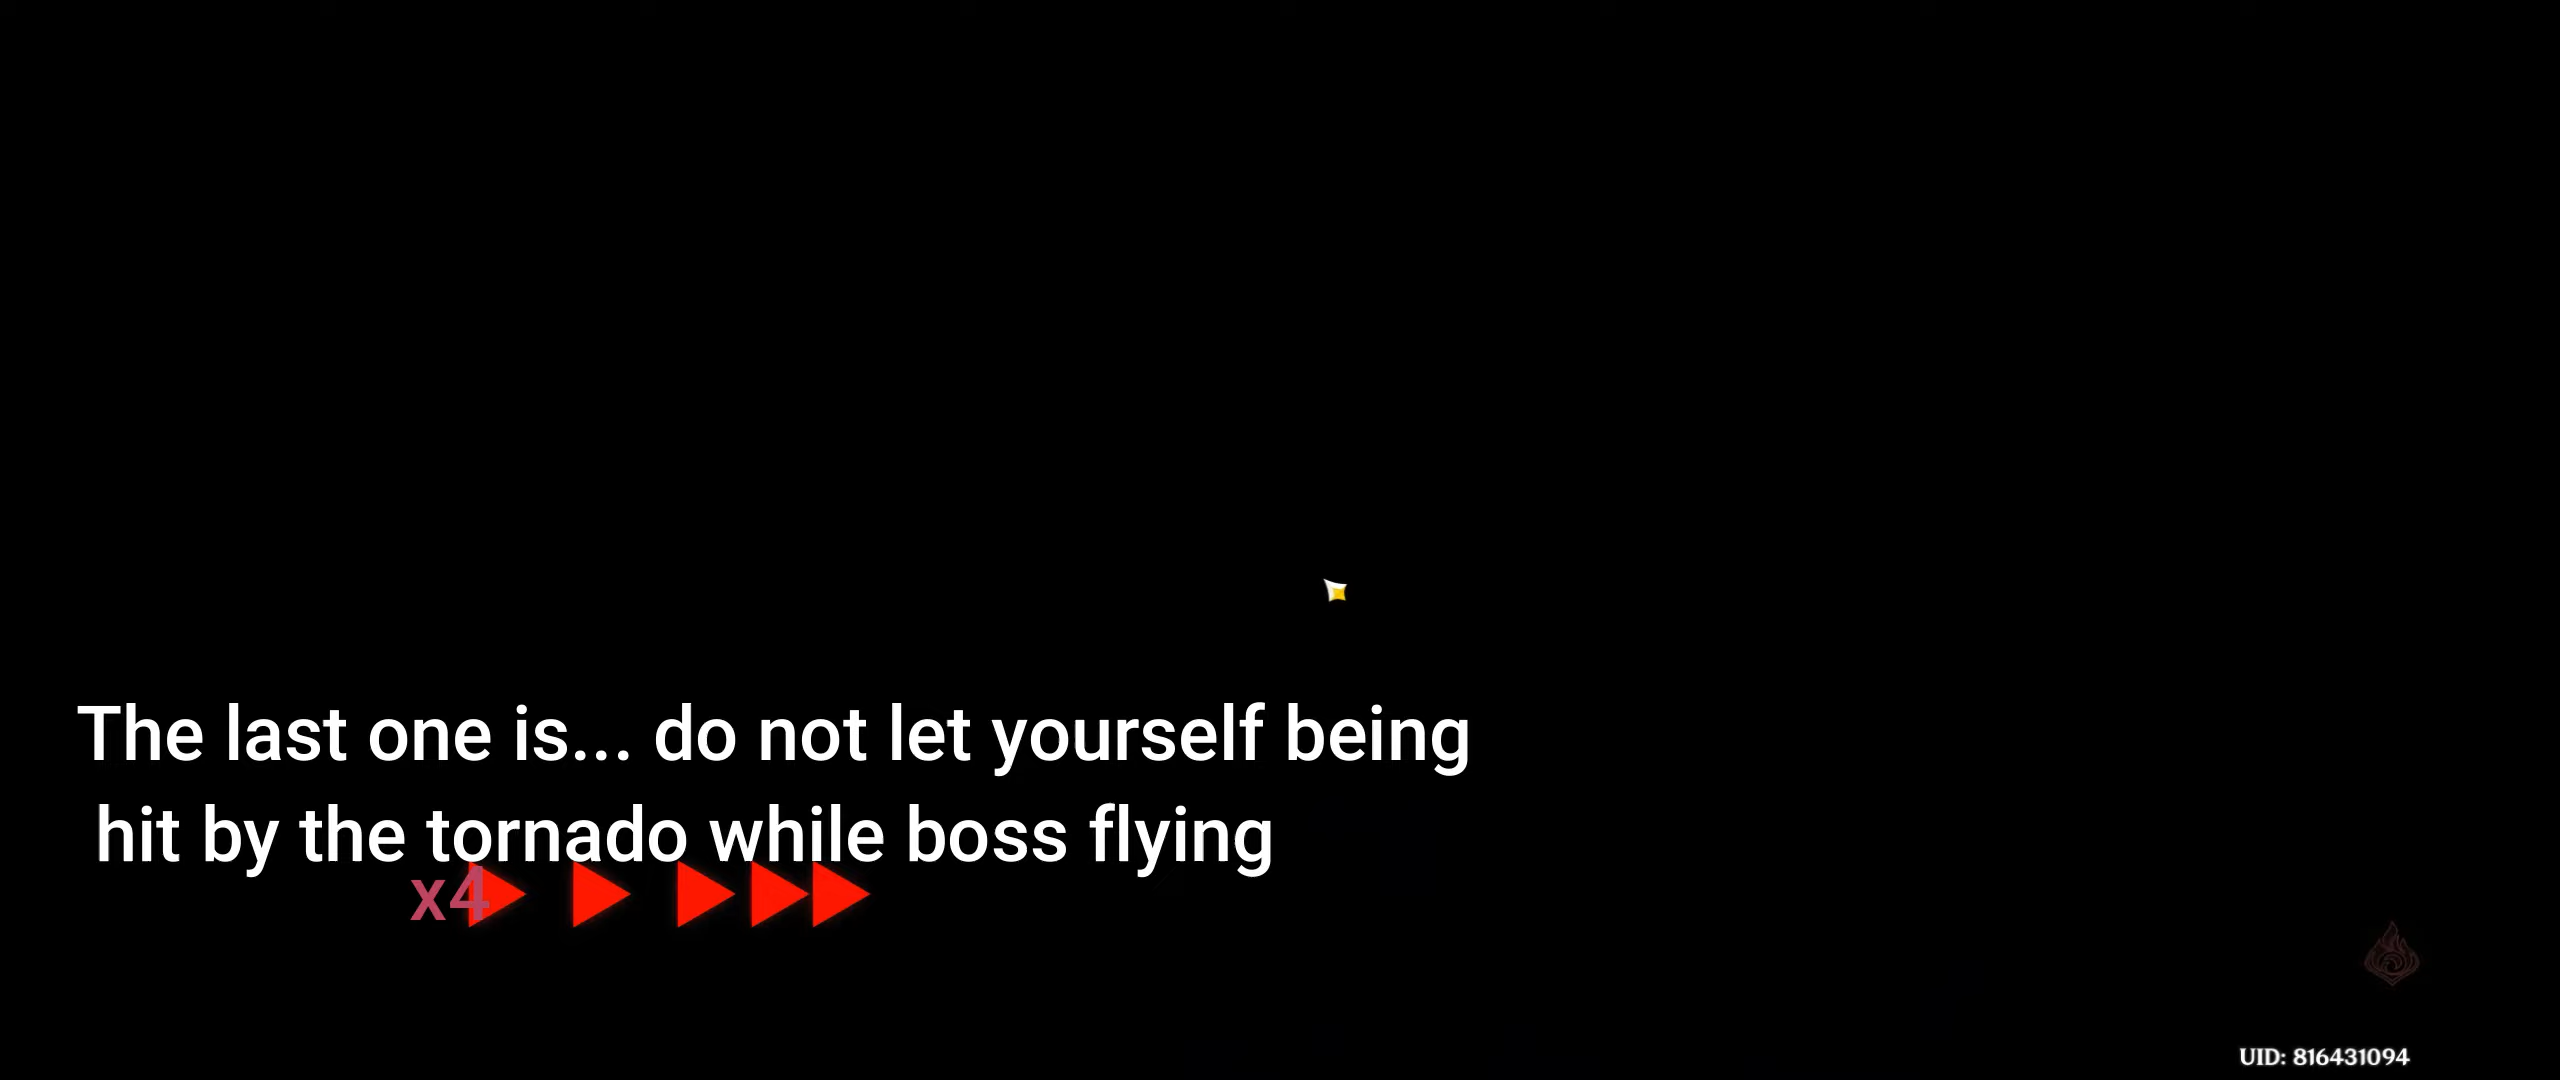 The last one is... do not let yourself being
hit by the tornado while boss flying
x4
UID: 816431094